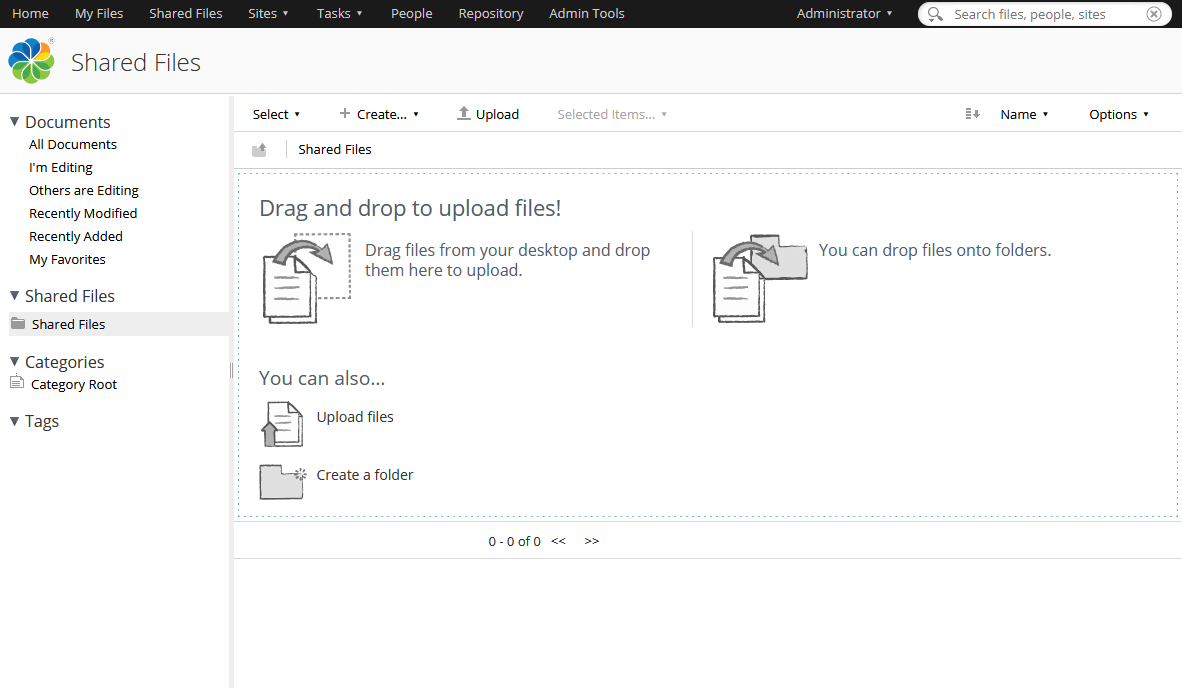 Home My Files Shared Files Sites Tasks People Repository Admin Tools Administrator Search files, people, sites
Shared Files
Documents
All Documents
I'm Editing
Others are Editing
Recently Modified
Recently Added
My Favorites
Shared Files
Shared Files
Categories
Category Root
Tags
Select Create... Upload Selected Items... Name Options
Shared Files
Drag and drop to upload files!
Drag files from your desktop and drop
them here to upload.
You can drop files onto folders.
You can also...
Upload files
Create a folder
0 - 0 of 0 << >>